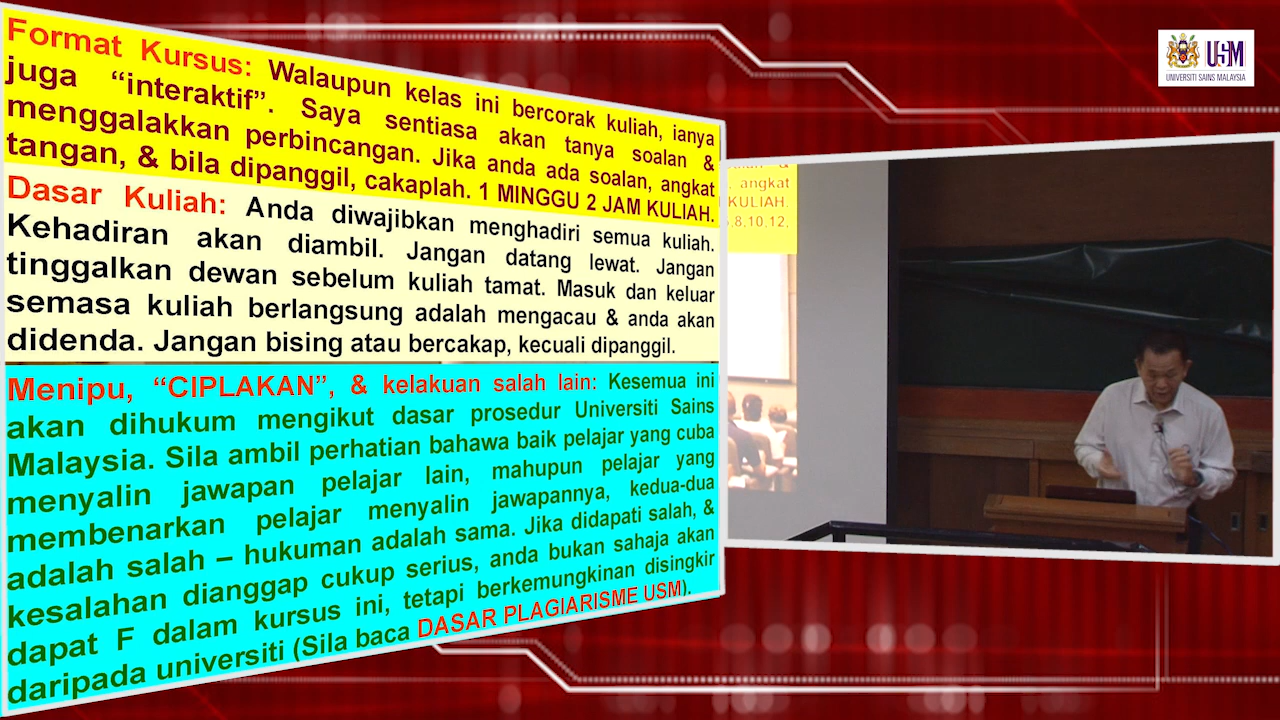 Format Kursus: Walaupun kelas ini bercorak kuliah, ianya
juga “interaktif”. Saya sentiasa akan tanya soalan &
menggalakkan perbincangan. Jika anda ada soalan, angkat
tangan, & bila dipanggil, cakaplah. 1 MINGGU 2 JAM KULIAH.
Dasar Kuliah: Anda diwajibkan menghadiri semua kuliah.
Kehadiran akan diambil. Jangan datang lewat. Jangan
tinggalkan dewan sebelum kuliah tamat. Masuk dan keluar
semasa kuliah berlangsung adalah mengacau & anda akan
didenda. Jangan bising atau bercakap, kecuali dipanggil.
Menipu, “CIPLAKAN”, & kelakuan salah lain: Kesemua ini
akan dihukum mengikut dasar prosedur Universiti Sains
Malaysia. Sila ambil perhatian bahawa baik pelajar yang cuba
menyalin jawapan pelajar lain, mahupun pelajar yang
membenarkan pelajar menyalin jawapannya, kedua-dua
adalah salah – hukuman adalah sama. Jika didapati salah, &
kesalahan dianggap cukup serius, anda bukan sahaja akan
dapat F dalam kursus ini, tetapi berkemungkinan disingkir
daripada universiti (Sila baca DASAR PLAGIARISME USM).
USM
UNIVERSITI SAINS MALAYSIA
angkat
KULIAH.
,8,10,12,